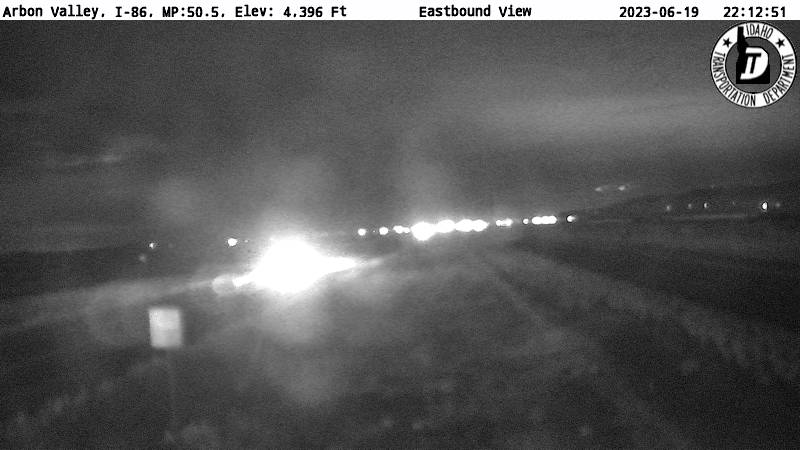 Arbon Valley, I-86, MP:50.5, Elev: 4,396 Ft Eastbound View 2023-06-19 22:12:51
IDAHO
TRANSPORTATION DEPARTMENT